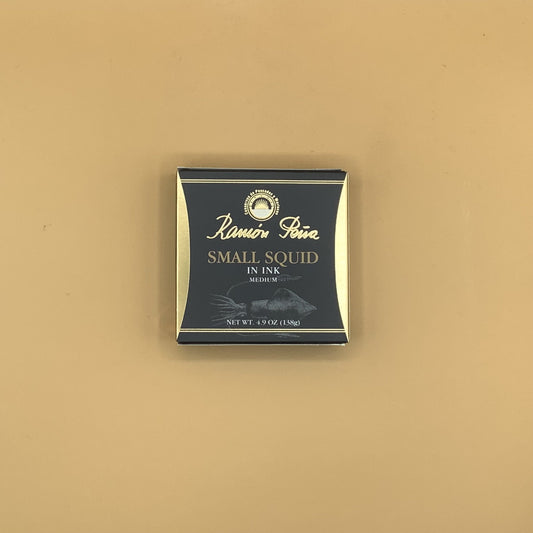 Ramón Peña
SMALL SQUID
IN INK
MEDIUM
NET WT. 4.9 OZ (138g)